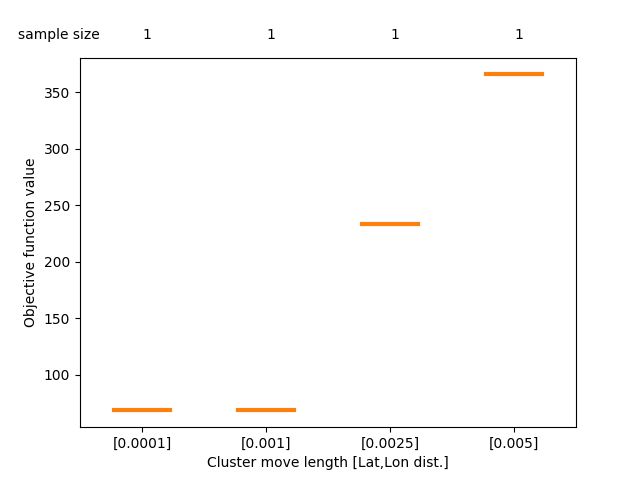 sample size 1 1 1 1
350
300
250
200
150
100
Objective function value
[0.0001] [0.001] [0.0025] [0.005]
Cluster move length [Lat,Lon dist.]